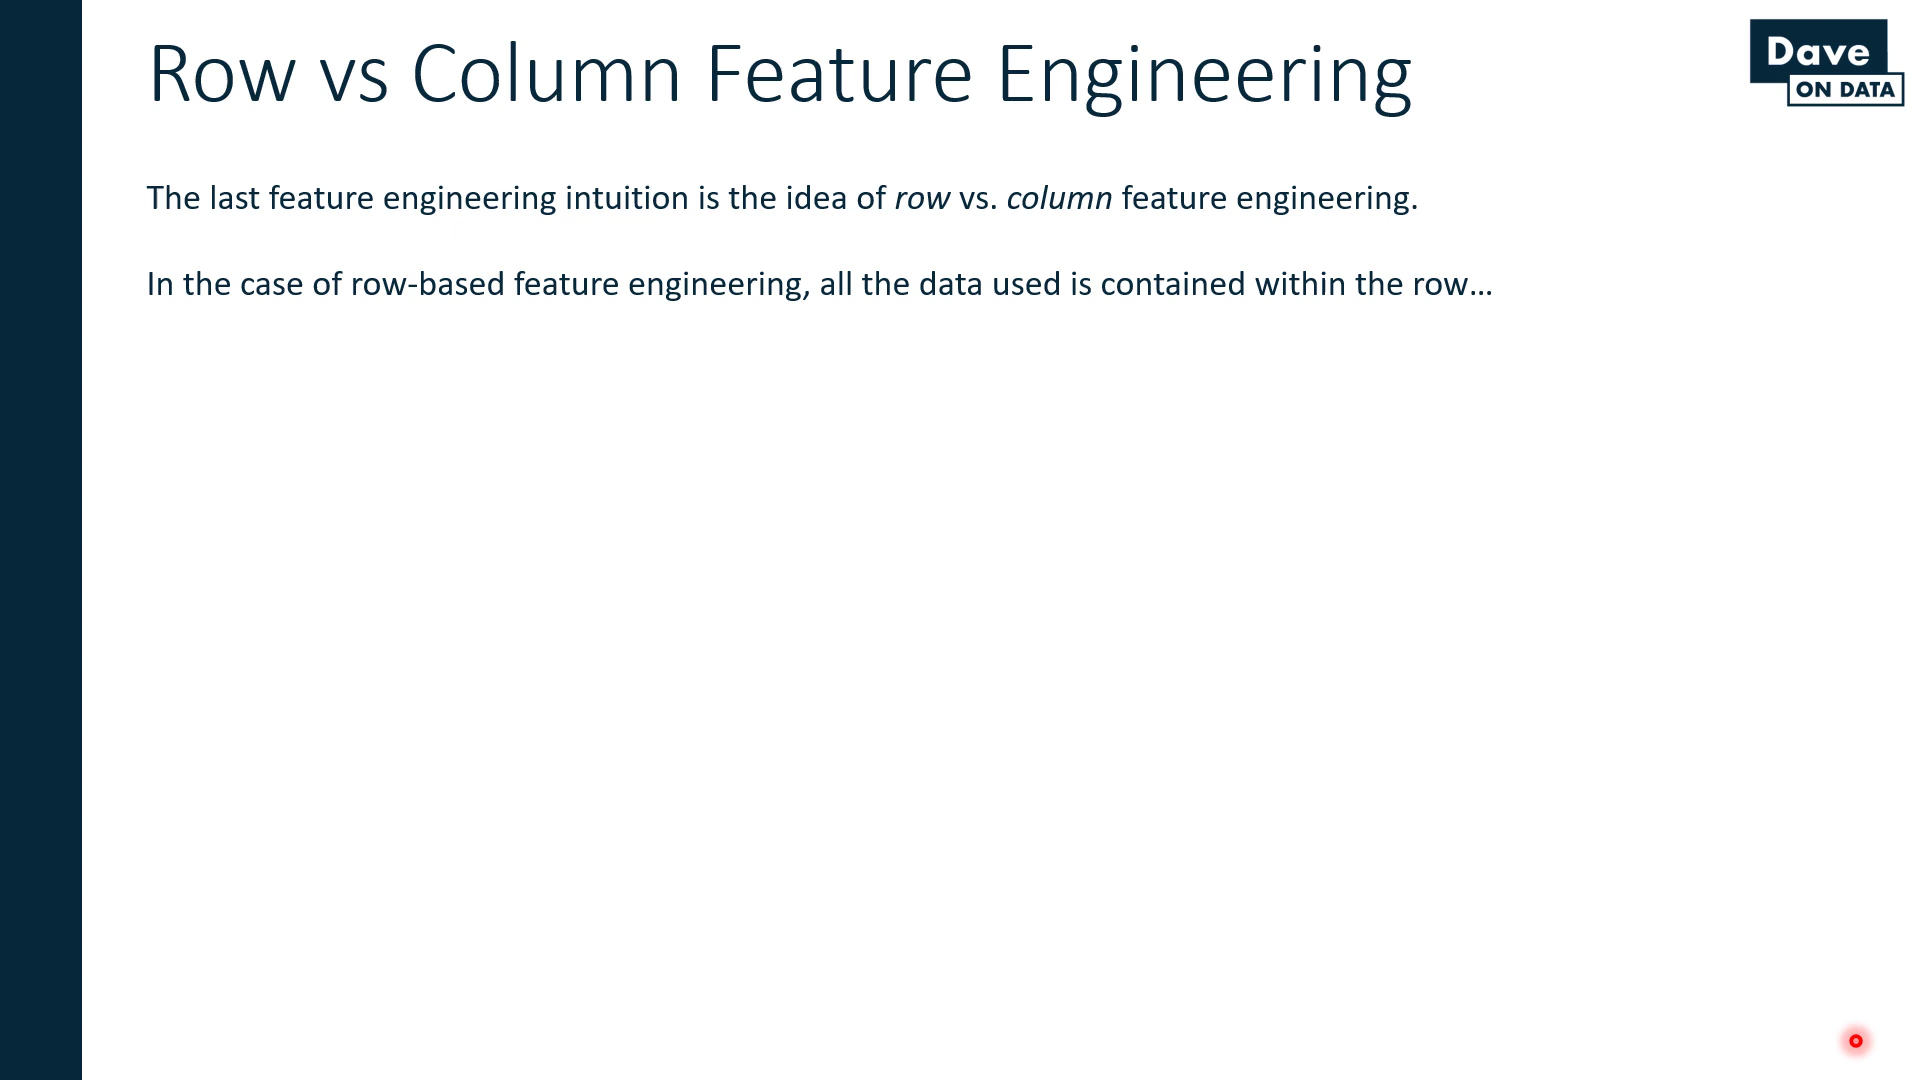 Row vs Column Feature Engineering
Dave
ON DATA
The last feature engineering intuition is the idea of row vs. column feature engineering.
In the case of row-based feature engineering, all the data used is contained within the row…